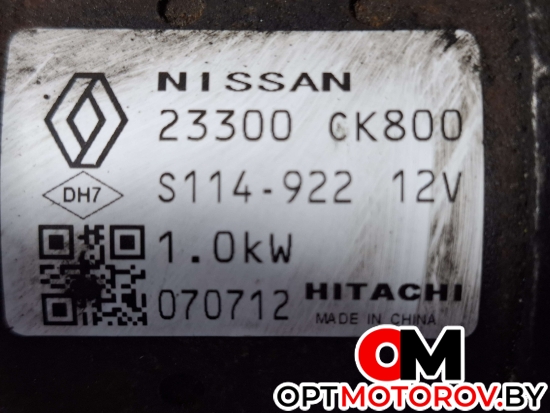 NISSAN
23300 CK800
DH7
S114-922 12V
1.0kW
070712 HITACHI
MADE IN CHINA
OM
OPTMOTOROV.BY